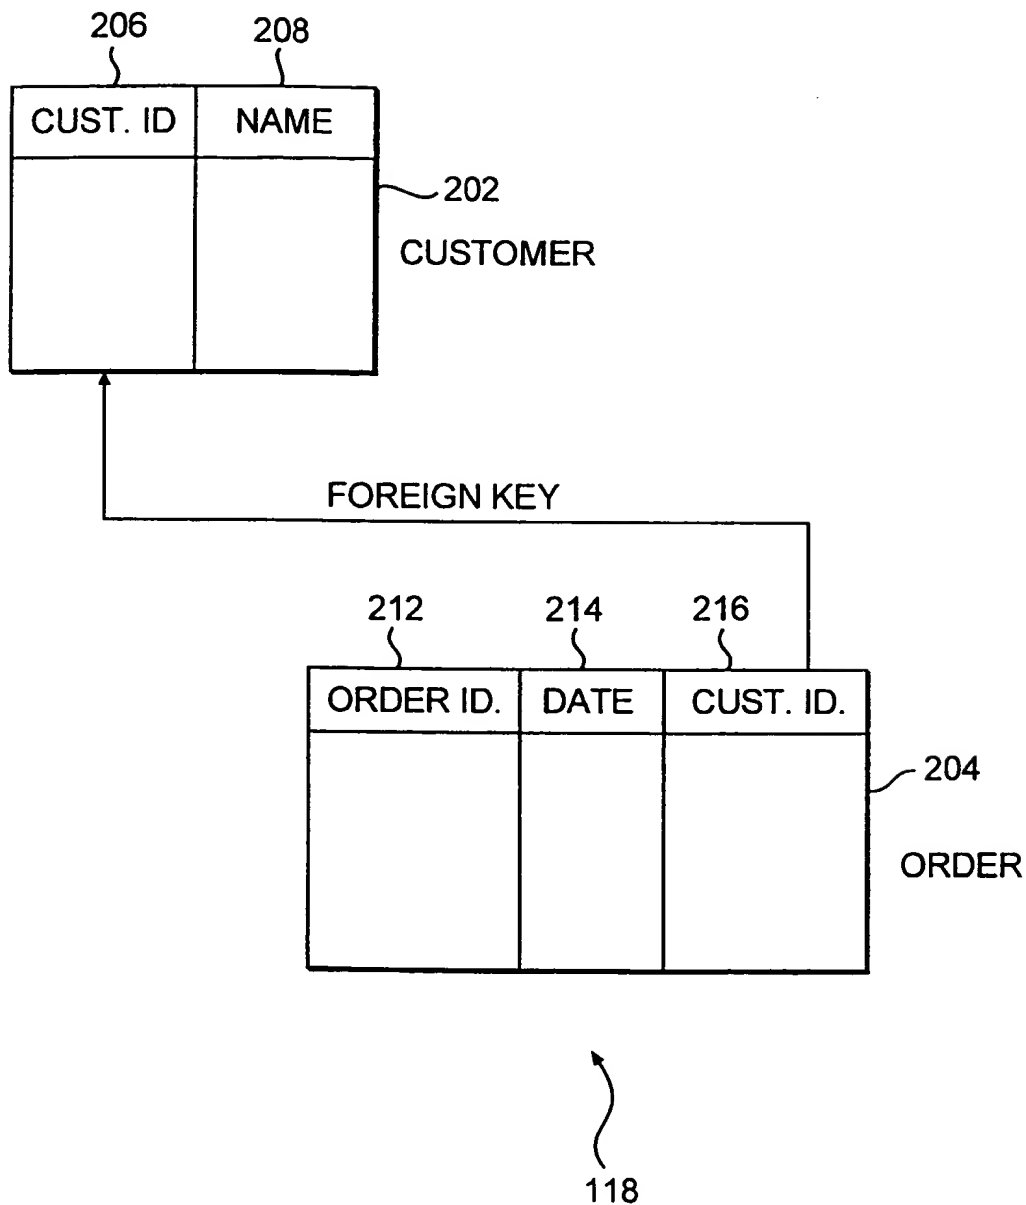 206 208
CUST. ID NAME
202
CUSTOMER
FOREIGN KEY
212 214 216
ORDER ID. DATE CUST. ID.
204
ORDER
118